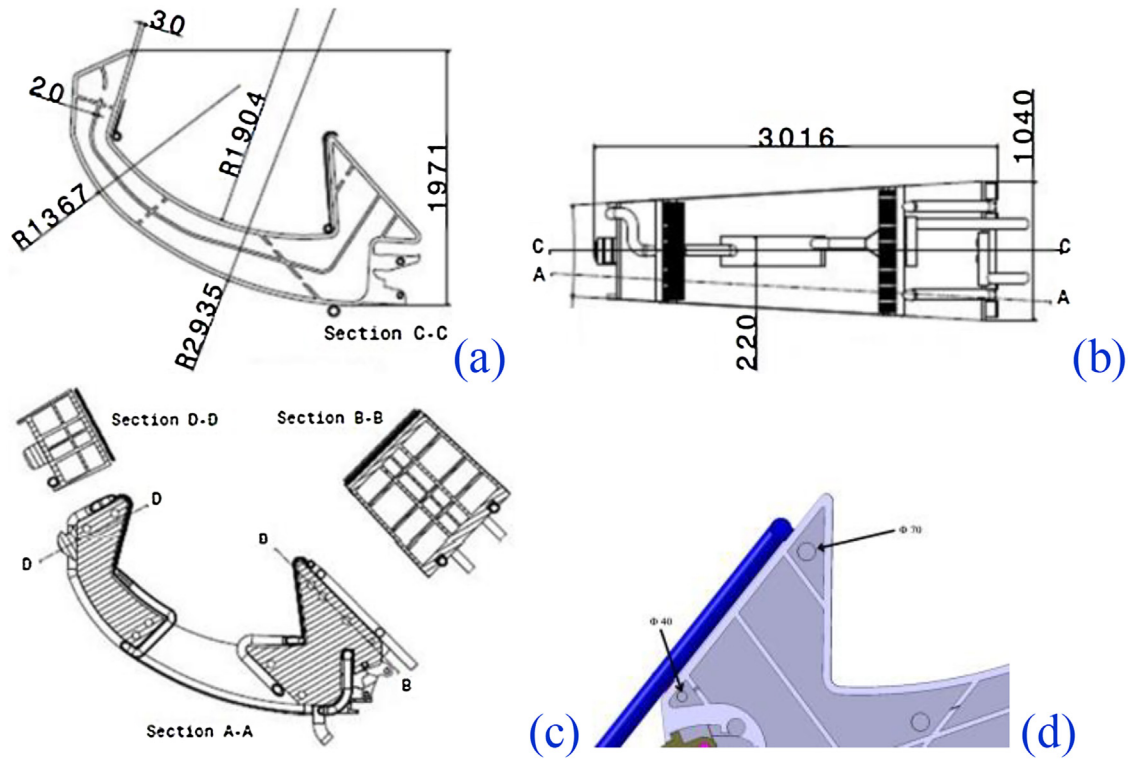 30
20
R1904
1971
R1367
R2935
Section C-C
(a)
3016
1040
C
C
A
A
220
(b)
Section D-D
Section B-B
D
D
B
B
Section A-A
(c)
Φ 70
Φ 40
(d)